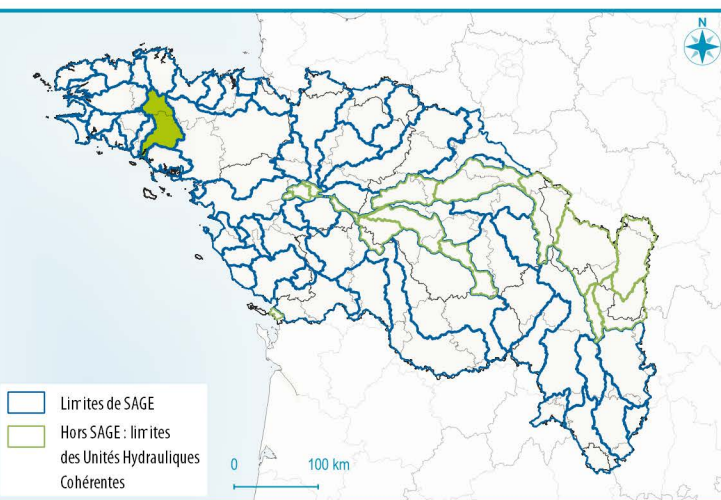 N
Limites de SAGE
Hors SAGE : limites
des Unités Hydrauliques
Cohérentes
0 100 km